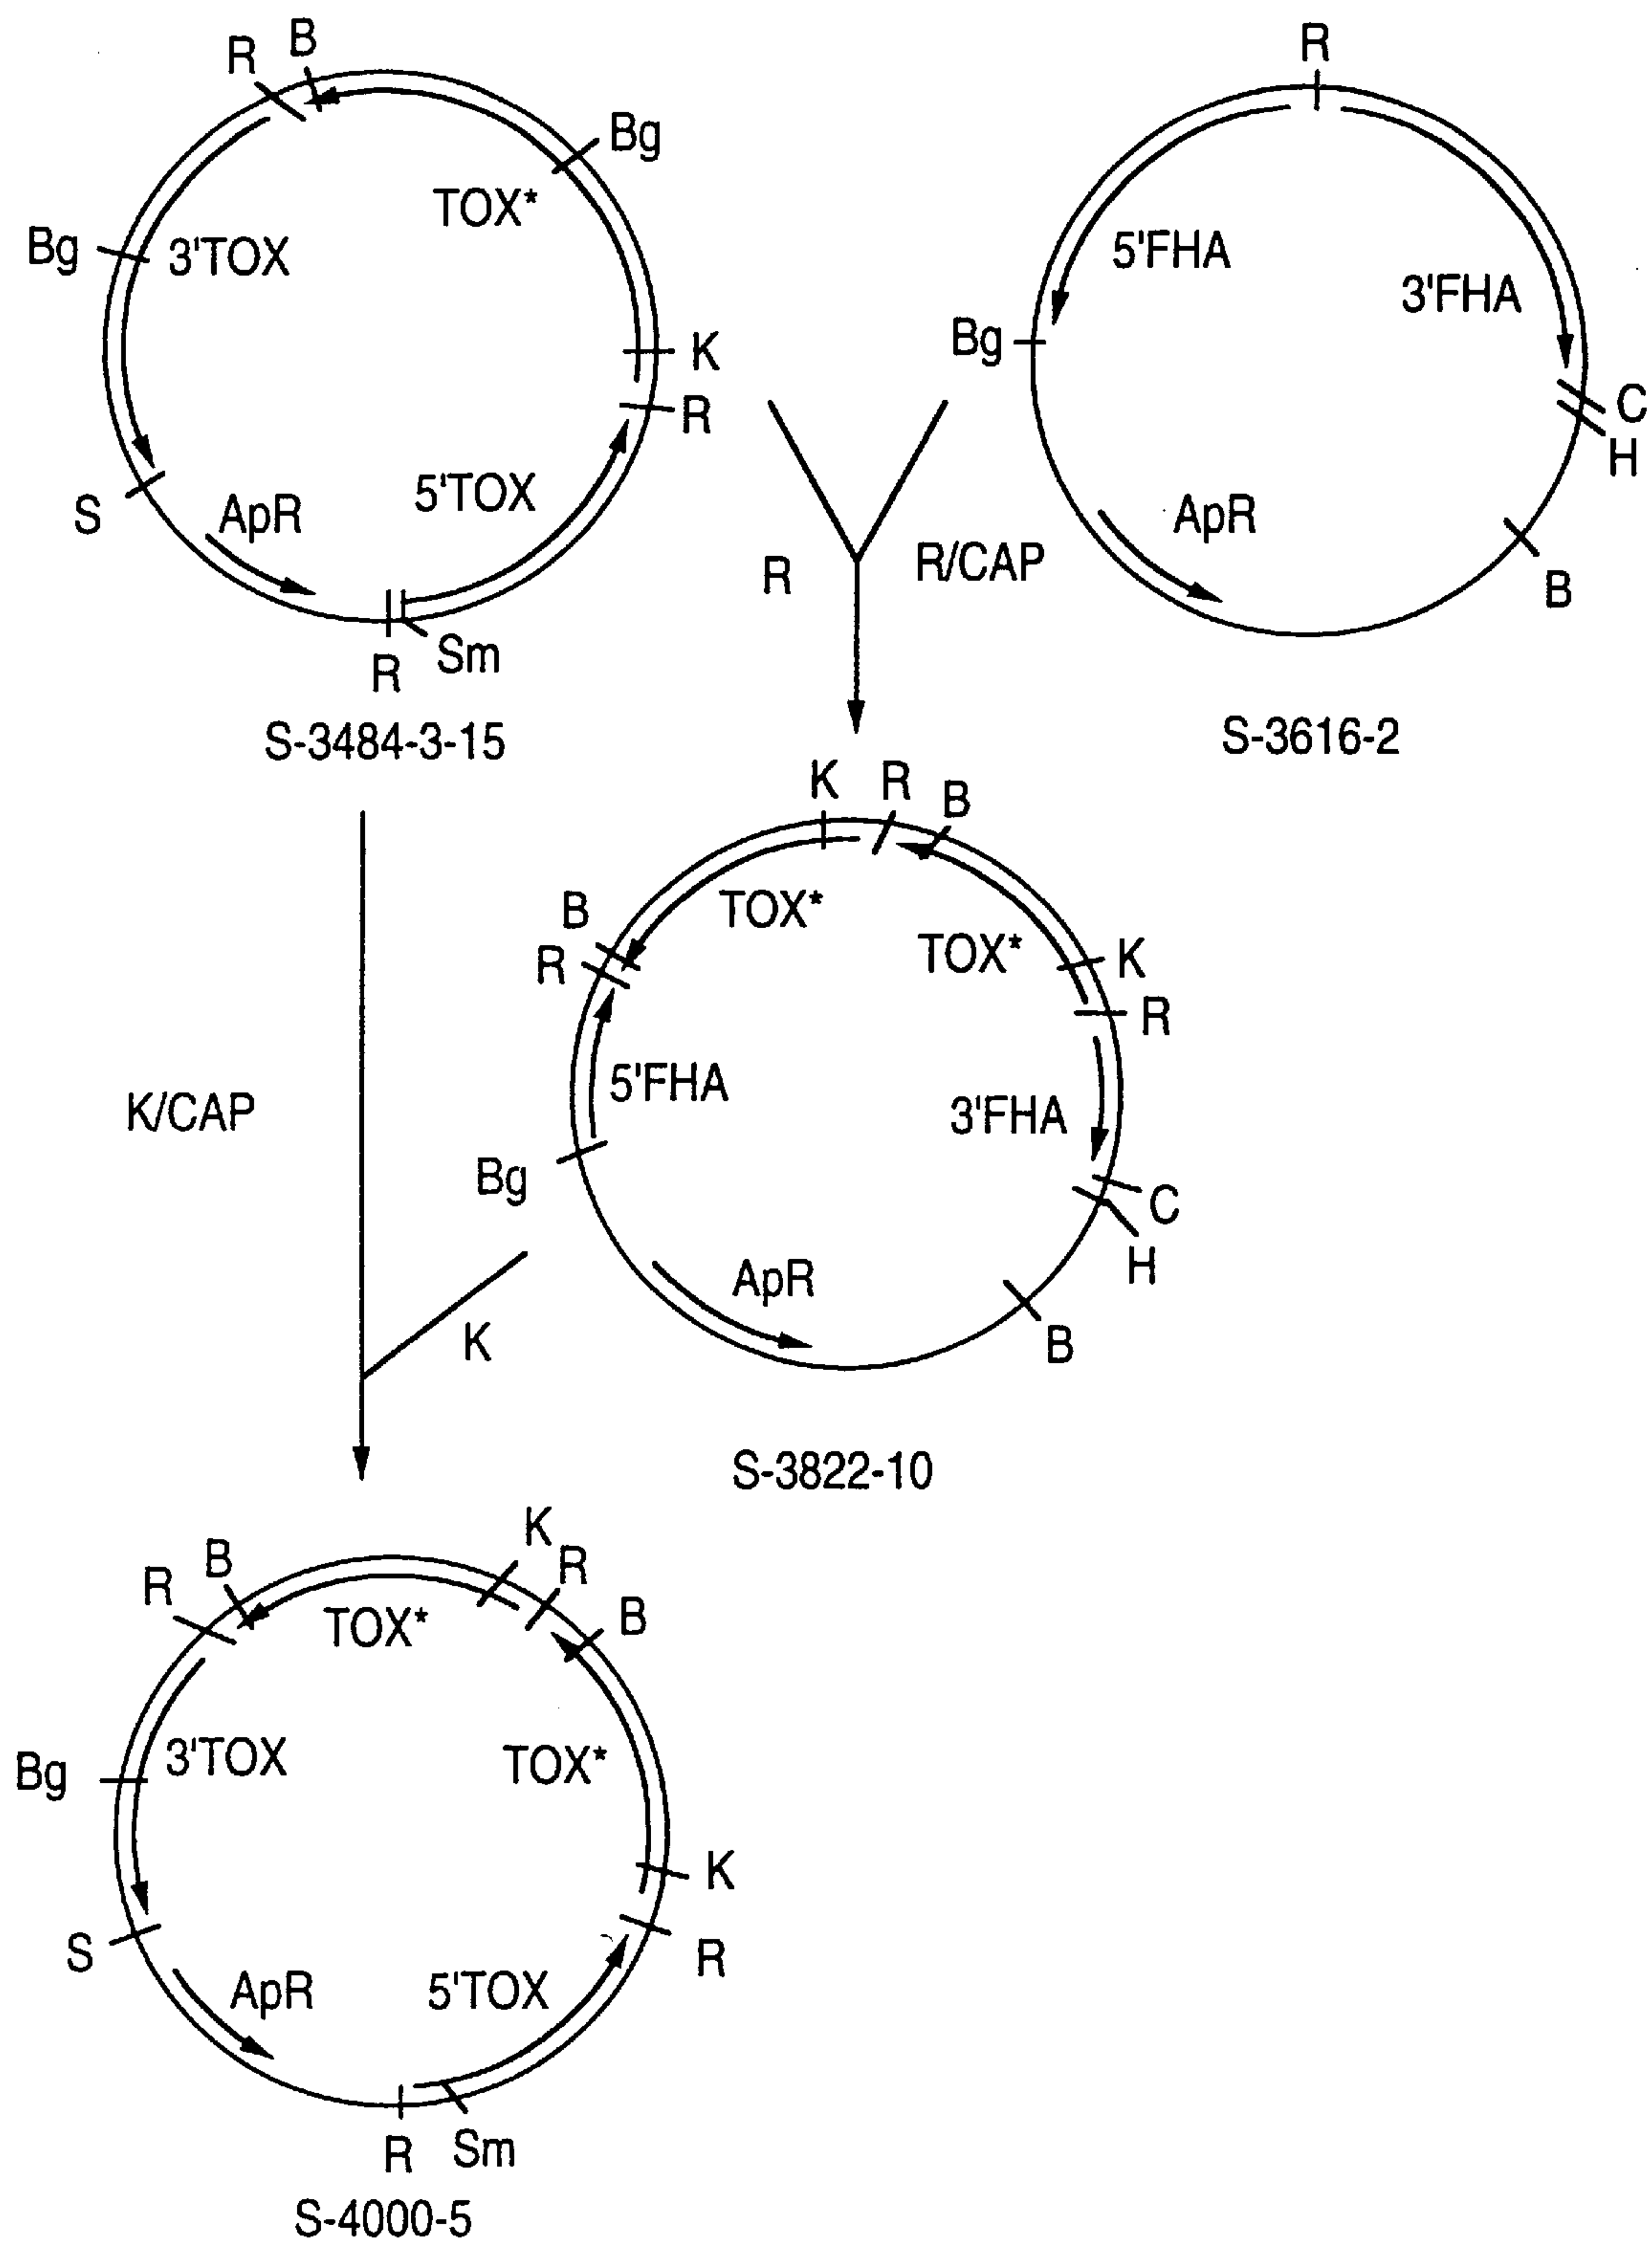 R
B
Bg
TOX*
Bg
3'TOX
K
R
5'TOX
S
ApR
R
Sm
S-3484-3-15
R
5'FHA
3'FHA
Bg
C
H
ApR
B
S-3616-2
R
R/CAP
K
R
B
B
TOX*
R
TOX*
K
R
5'FHA
3'FHA
Bg
C
H
ApR
B
S-3822-10
K/CAP
K
K
R
B
R
B
TOX*
3'TOX
TOX*
Bg
K
S
R
ApR
5'TOX
R
Sm
S-4000-5